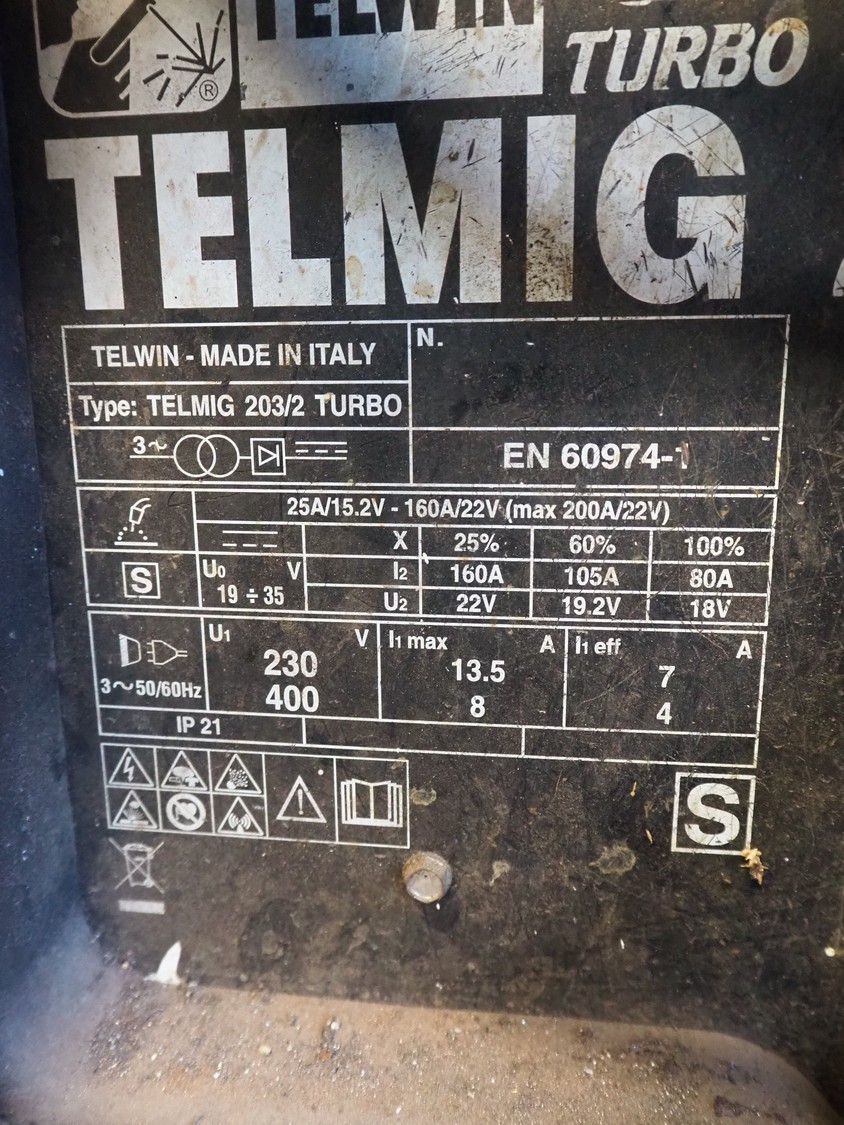 TELWIN
TURBO
®
TELMIG
TELWIN - MADE IN ITALY
N.
Type: TELMIG 203/2 TURBO
3~
EN 60974-1
25A/15.2V - 160A/22V (max 200A/22V)
X 25% 60% 100%
S U0 V I2 160A 105A 80A
19 ÷ 35 U2 22V 19.2V 18V
U1 V I1 max A I1 eff A
230 13.5 7
3~50/60Hz 400 8 4
IP 21
S